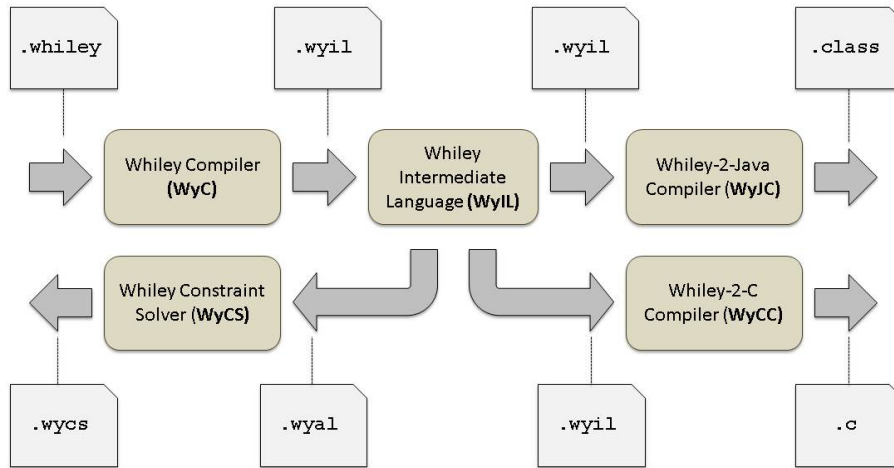 .whiley
.wyil
.wyil
.class
Whiley Compiler
(WyC)
Whiley
Intermediate
Language (WyIL)
Whiley-2-Java
Compiler (WyJC)
Whiley Constraint
Solver (WyCS)
Whiley-2-C
Compiler (WyCC)
.wycs
.wyal
.wyil
.c